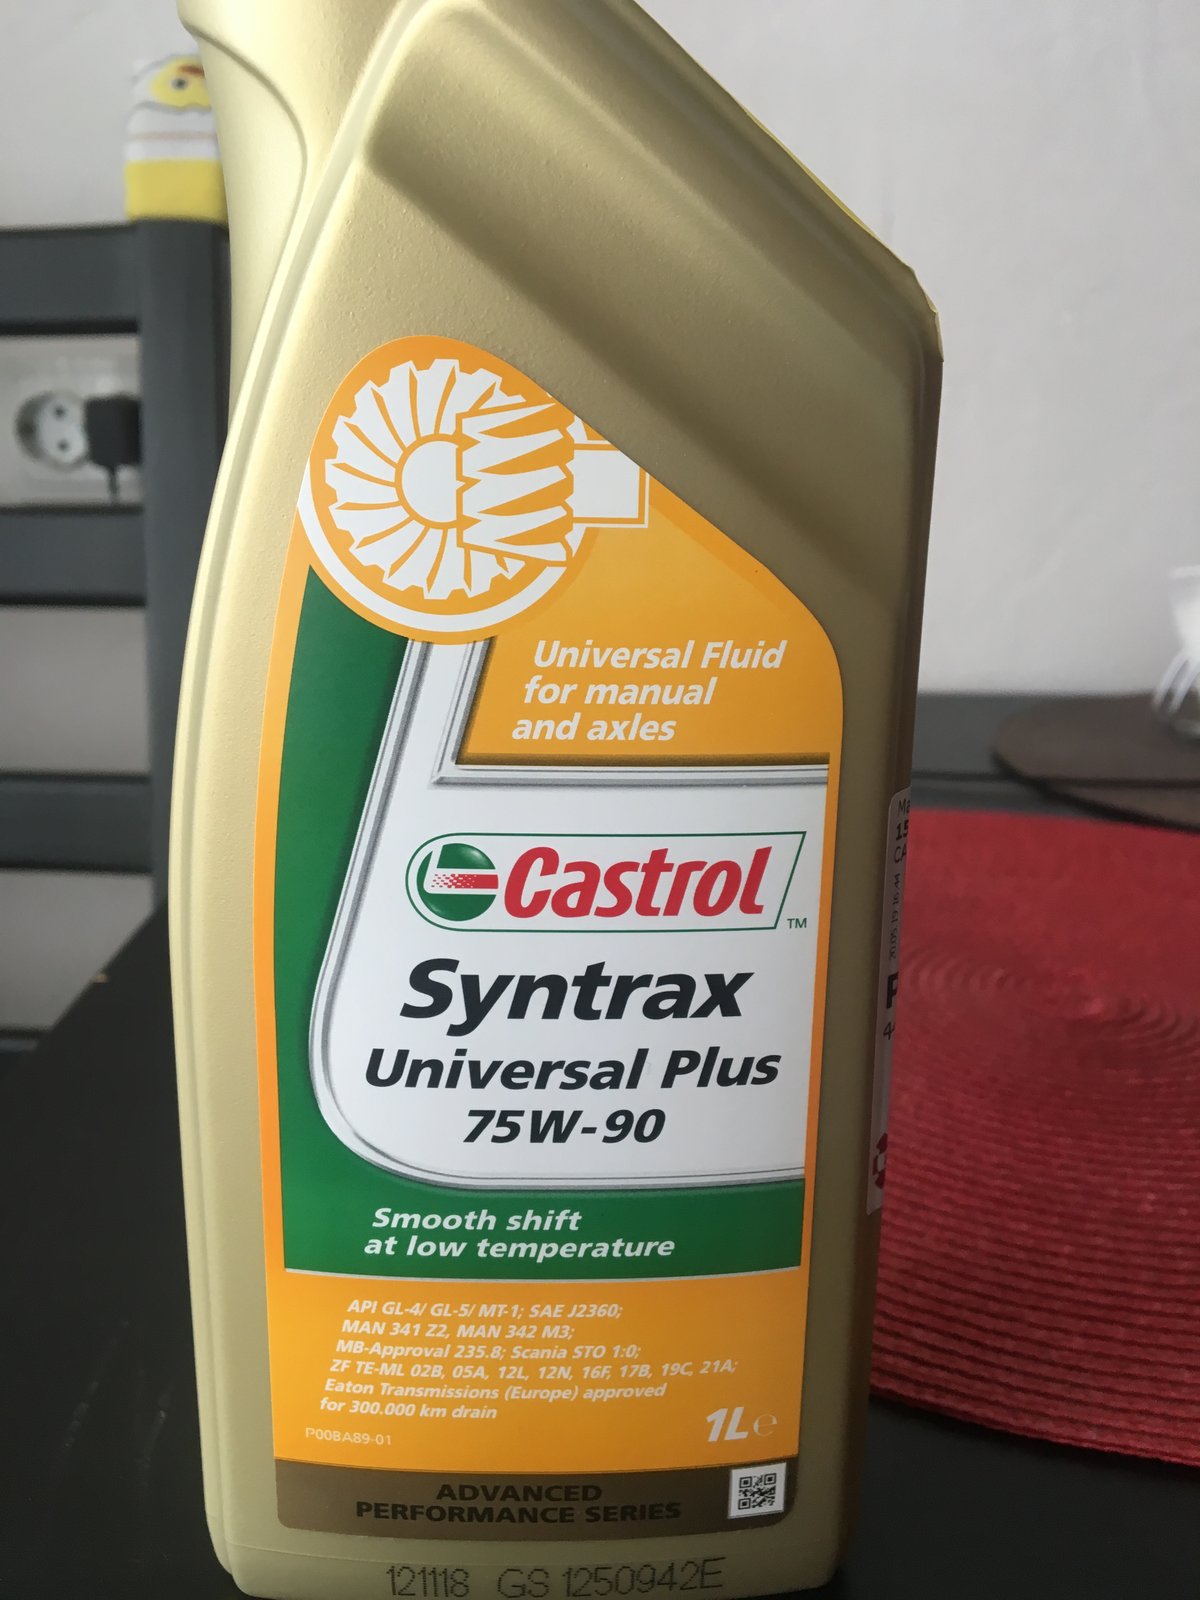 Universal Fluid
for manual
and axles
Castrol
TM
Syntrax
Universal Plus
75W-90
Smooth shift
at low temperature
API GL-4/ GL-5/ MT-1; SAE J2360;
MAN 341 Z2, MAN 342 M3;
MB-Approval 235.8; Scania STO 1:0;
ZF TE-ML 02B, 05A, 12L, 12N, 16F, 17B, 19C, 21A;
Eaton Transmissions (Europe) approved
for 300.000 km drain
P00BA89-01
1L e
ADVANCED
PERFORMANCE SERIES
121118 GS 1250942E